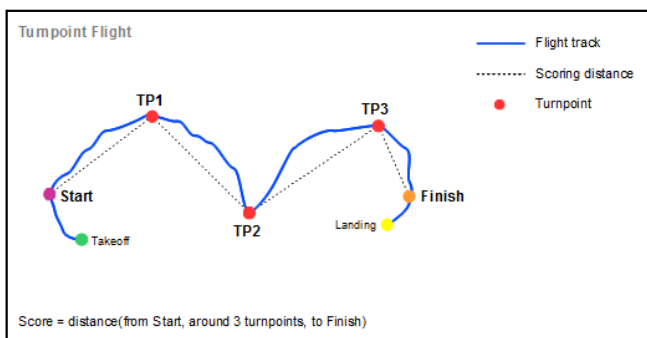 Turnpoint Flight
Flight track
Scoring distance
Turnpoint
TP1
TP3
Start
Finish
TP2
Landing
Takeoff
Score = distance(from Start, around 3 turnpoints, to Finish)